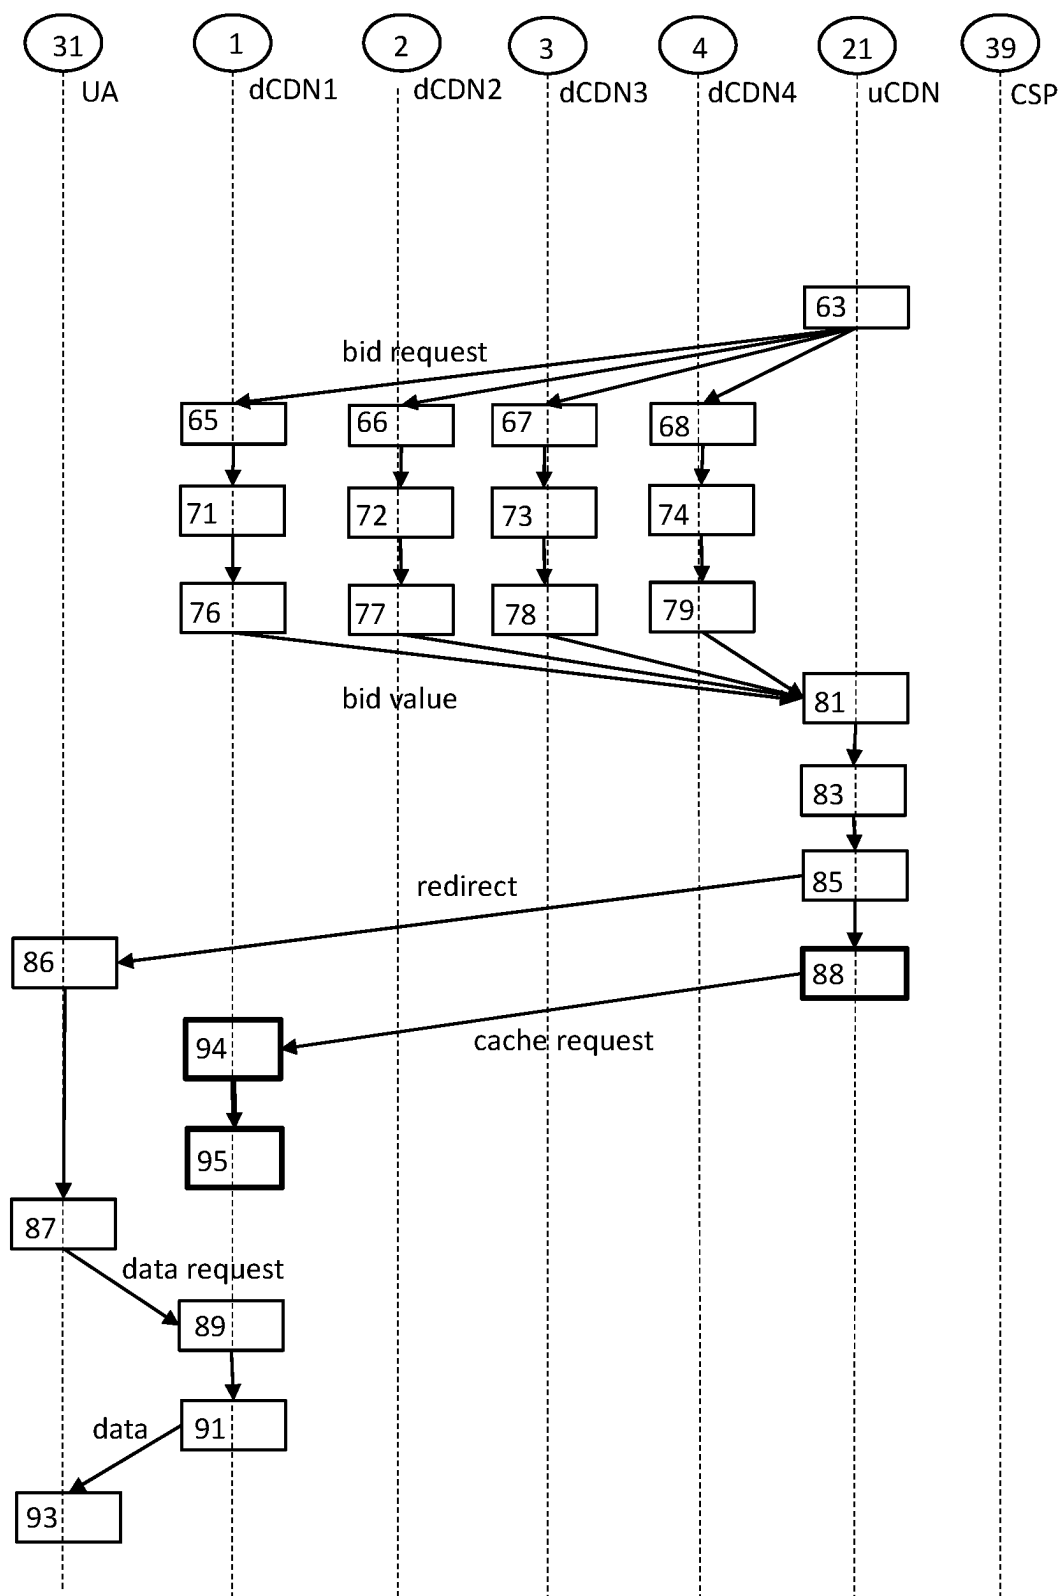 31 1 2 3 4 21 39
UA dCDN1 dCDN2 dCDN3 dCDN4 uCDN CSP
63
bid request
65 66 67 68
71 72 73 74
76 77 78 79
bid value
81
83
redirect
85
86
88
cache request
94
95
87
data request
89
data
91
93